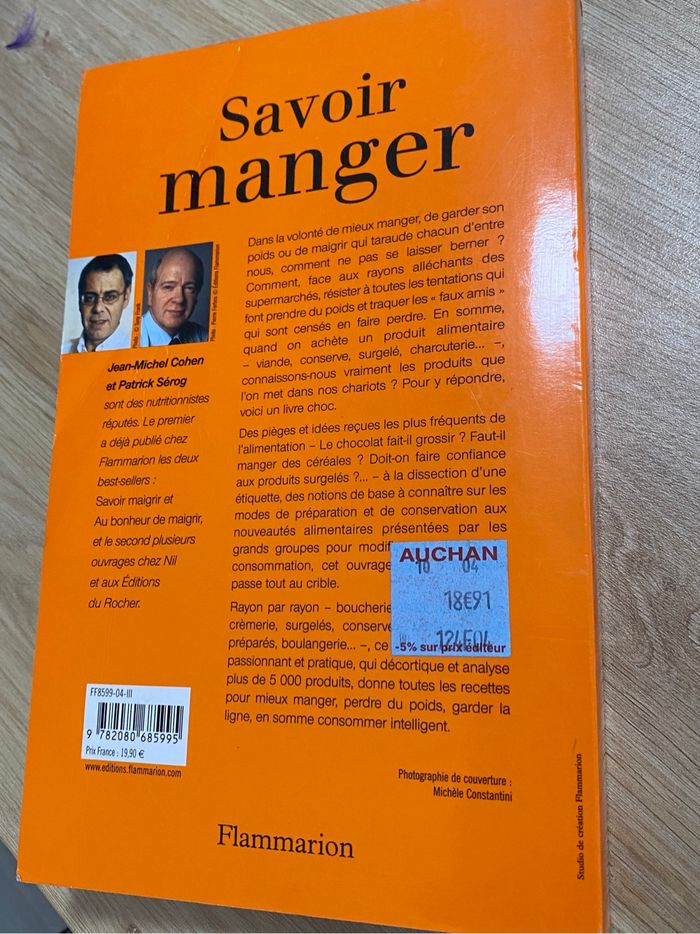 Savoir
manger
Dans la volonté de mieux manger, de garder son
poids ou de maigrir qui taraude chacun d'entre
nous, comment ne pas se laisser berner ?
Comment, face aux rayons alléchants des
supermarchés, résister à toutes les tentations qui
font prendre du poids et traquer les « faux amis »
qui sont censés en faire perdre. En somme,
quand on achète un produit alimentaire
– viande, conserve, surgelé, charcuterie... –,
connaissons-nous vraiment les produits que
l'on met dans nos chariots ? Pour y répondre,
voici un livre choc.
Des pièges et idées reçues les plus fréquents de
l'alimentation – Le chocolat fait-il grossir ? Faut-il
manger des céréales ? Doit-on faire confiance
aux produits surgelés ?... – à la dissection d'une
étiquette, des notions de base à connaître sur les
modes de préparation et de conservation aux
nouveautés alimentaires présentées par les
grands groupes pour modif
consommation, cet ouvrage
passe tout au crible.
Rayon par rayon – boucherie
crèmerie, surgelés, conserve
préparés, boulangerie... –, ce
passionnant et pratique, qui décortique et analyse
plus de 5 000 produits, donne toutes les recettes
pour mieux manger, perdre du poids, garder la
ligne, en somme consommer intelligent.
AUCHAN
10 04
18€91
124F04
-5% sur prix éditeur
Photo : Pierre Ferbos © Éditions Flammarion
Jean-Michel Cohen
et Patrick Sérog
sont des nutritionnistes
réputés. Le premier
a déjà publié chez
Flammarion les deux
best-sellers :
Savoir maigrir et
Au bonheur de maigrir,
et le second plusieurs
ouvrages chez Nil
et aux Éditions
du Rocher.
FF8599-04-III
9 782080 685995
Prix France : 19,90 €
www.editions.flammarion.com
Photographie de couverture :
Michèle Constantini
Flammarion
Studio de création Flammarion